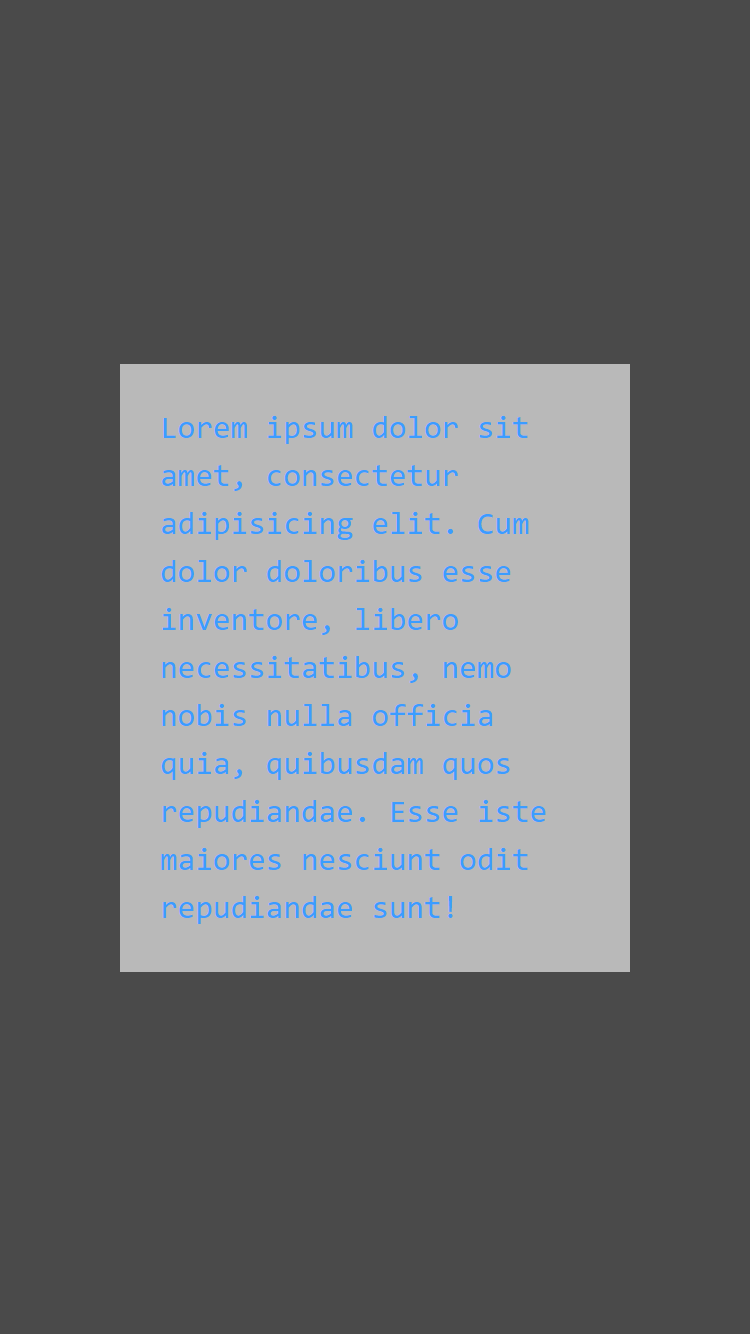 Lorem ipsum dolor sit
amet, consectetur
adipisicing elit. Cum
dolor doloribus esse
inventore, libero
necessitatibus, nemo
nobis nulla officia
quia, quibusdam quos
repudiandae. Esse iste
maiores nesciunt odit
repudiandae sunt!